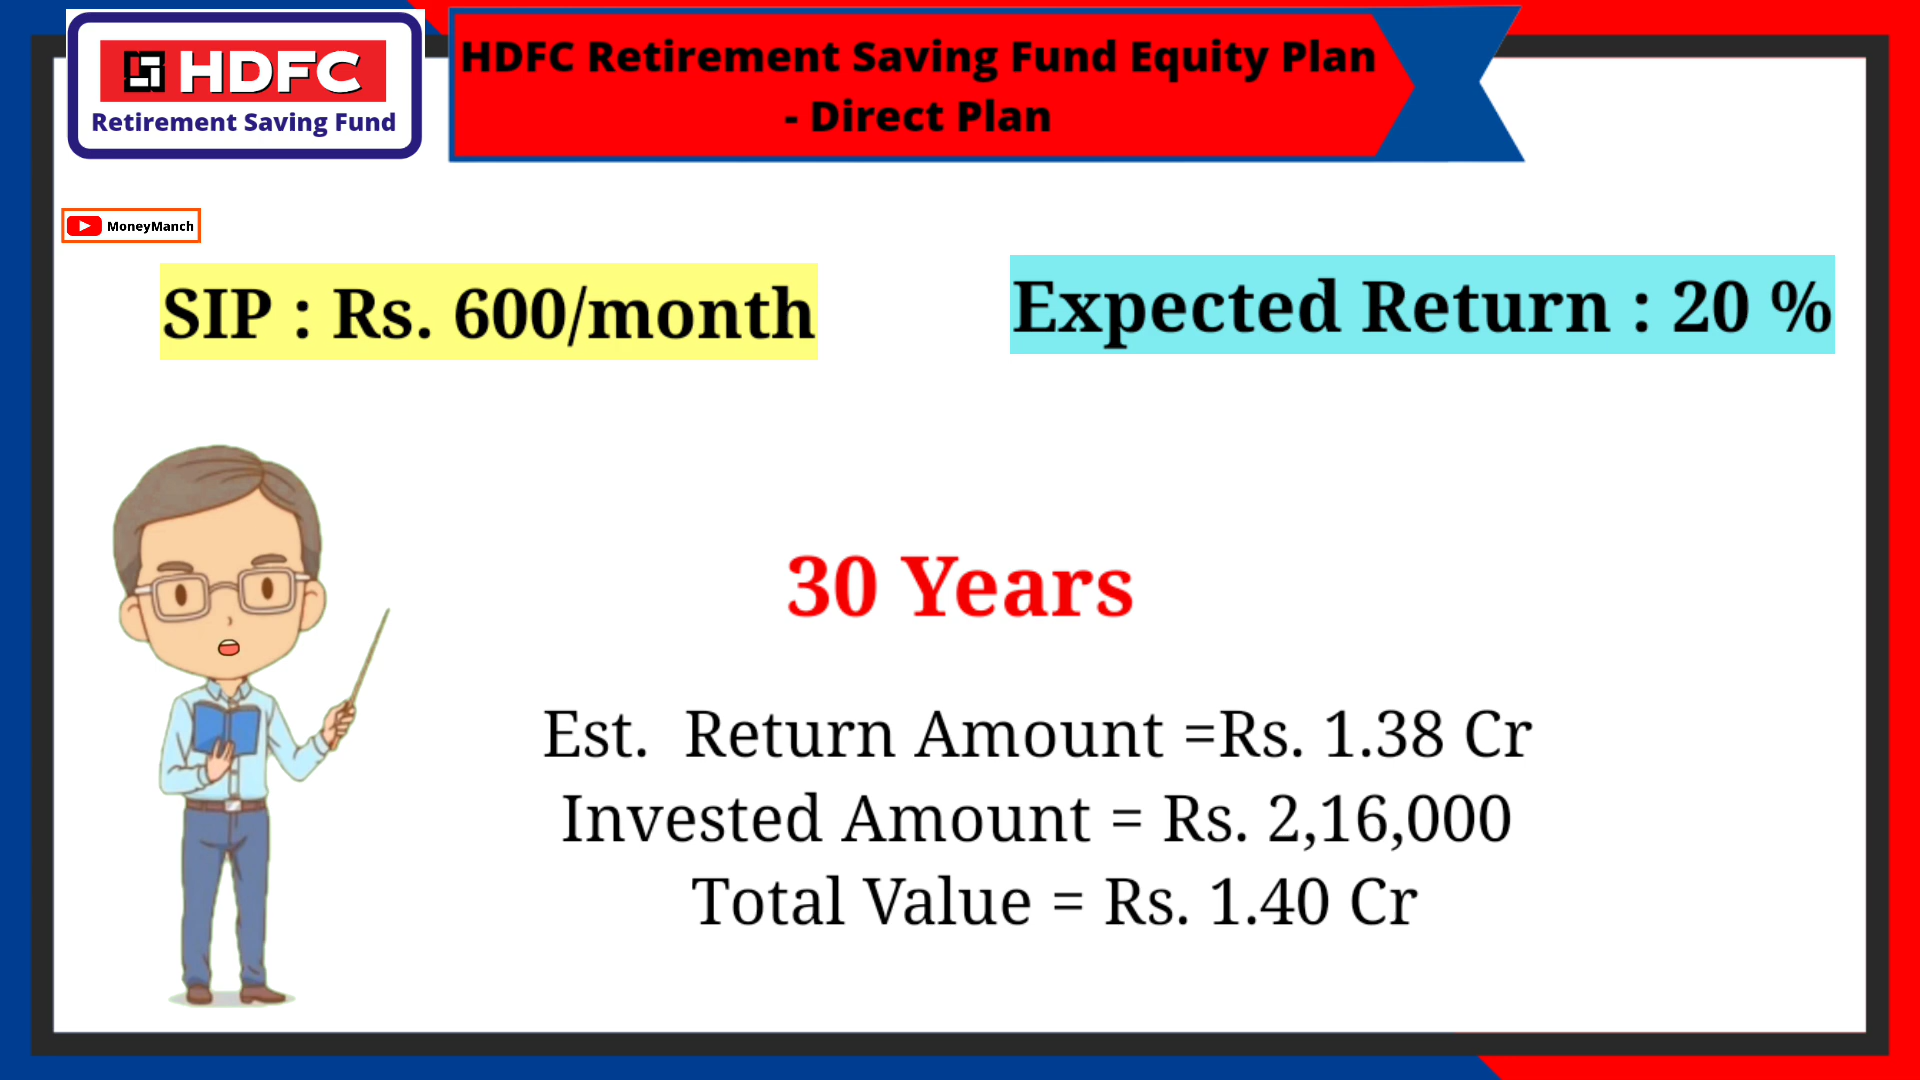 HDFC
Retirement Saving Fund
HDFC Retirement Saving Fund Equity Plan
- Direct Plan
MoneyManch
SIP : Rs. 600/month
Expected Return : 20 %
30 Years
Est.  Return Amount =Rs. 1.38 Cr
Invested Amount = Rs. 2,16,000
Total Value = Rs. 1.40 Cr